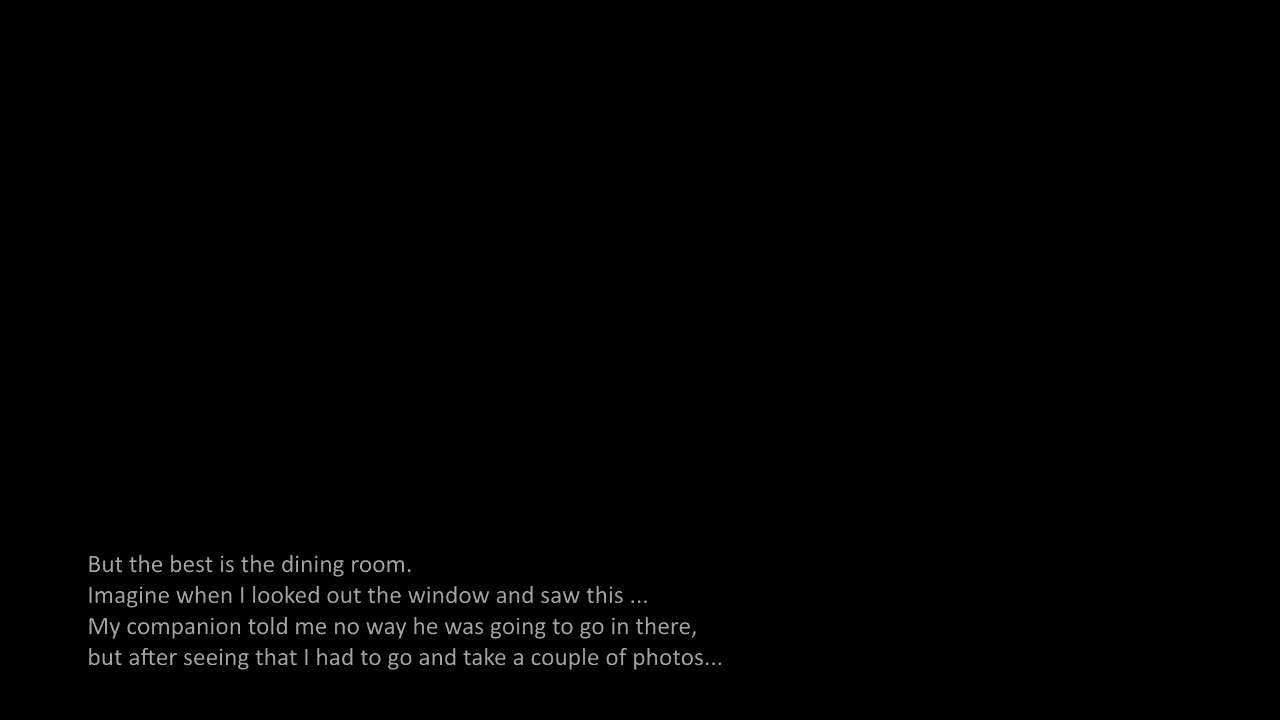 But the best is the dining room.
Imagine when I looked out the window and saw this ...
My companion told me no way he was going to go in there,
but after seeing that I had to go and take a couple of photos...